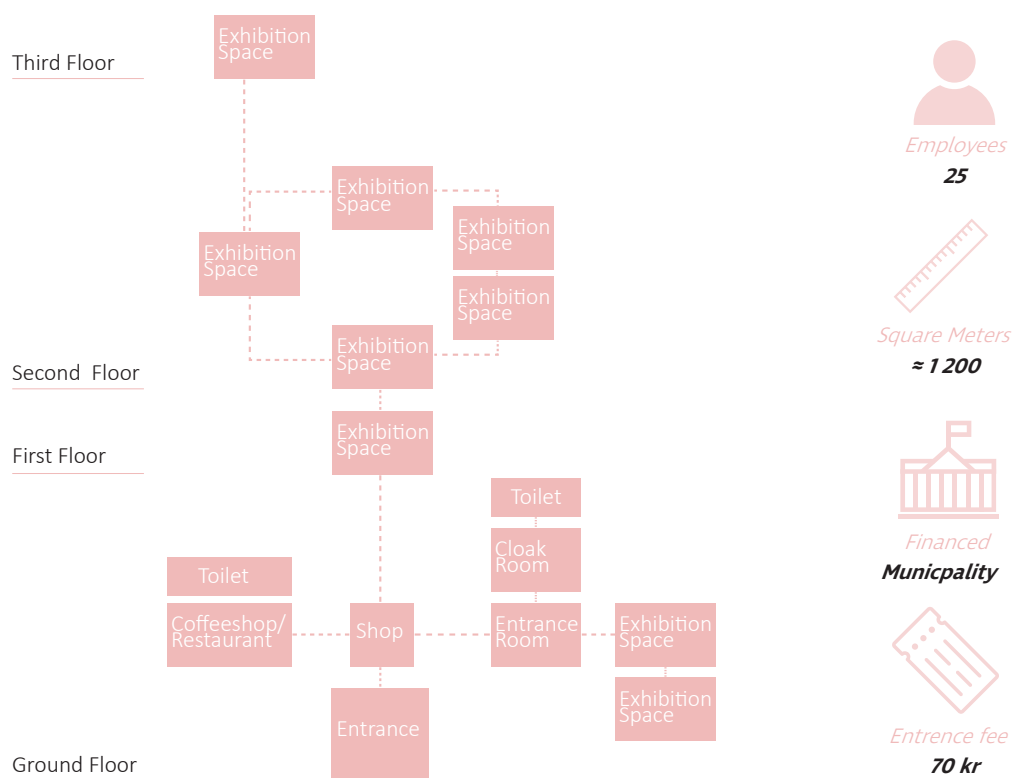 Exhibition
Space
Third Floor
Exhibition
Space
Exhibition
Space
Exhibition
Space
Exhibition
Space
Exhibition
Space
Second Floor
Exhibition
Space
First Floor
Toilet
Cloak
Room
Toilet
Coffeeshop/
Restaurant
Shop
Entrance
Room
Exhibition
Space
Exhibition
Space
Entrance
Ground Floor
Employees
25
Square Meters
≈ 1 200
Financed
Municpality
Entrence fee
70 kr